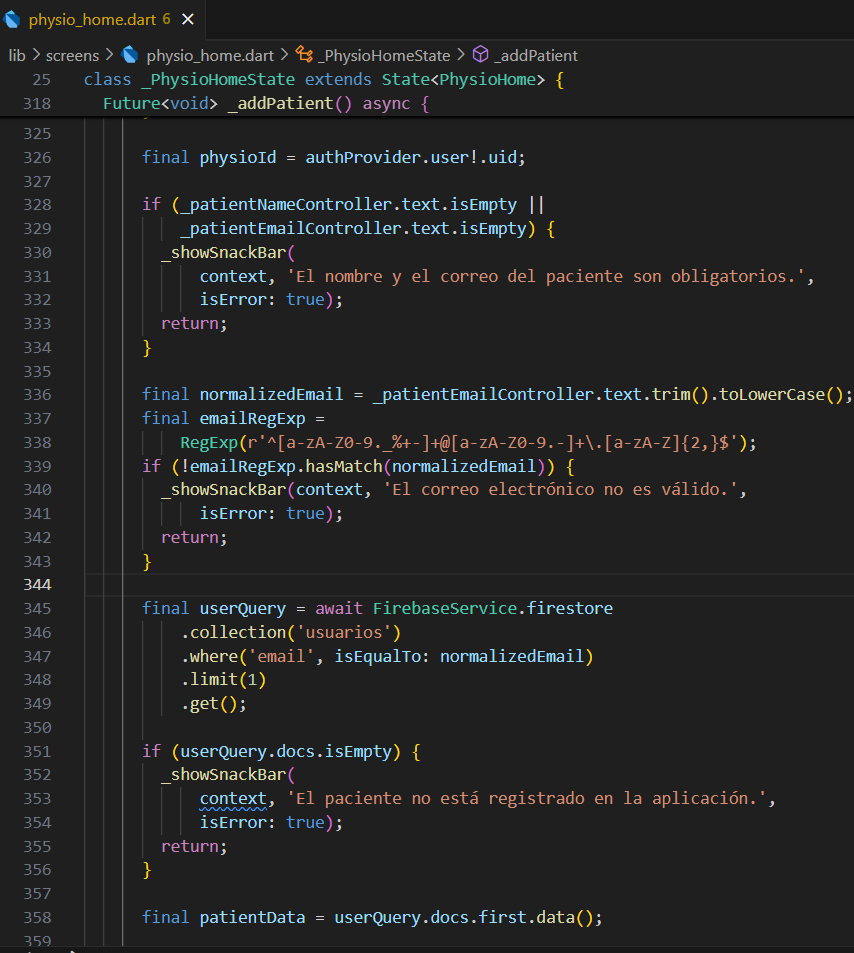 physio_home.dart 6 ×
lib > screens > physio_home.dart > _PhysioHomeState > _addPatient
25 class _PhysioHomeState extends State<PhysioHome> {
318 Future<void> _addPatient() async {
325
326 final physioId = authProvider.user!.uid;
327
328 if (_patientNameController.text.isEmpty ||
329 _patientEmailController.text.isEmpty) {
330 _showSnackBar(
331 context, 'El nombre y el correo del paciente son obligatorios.',
332 isError: true);
333 return;
334 }
335
336 final normalizedEmail = _patientEmailController.text.trim().toLowerCase();
337 final emailRegExp =
338 RegExp(r'^[a-zA-Z0-9._%+-]+@[a-zA-Z0-9.-]+\.[a-zA-Z]{2,}$');
339 if (!emailRegExp.hasMatch(normalizedEmail)) {
340 _showSnackBar(context, 'El correo electrónico no es válido.',
341 isError: true);
342 return;
343 }
344
345 final userQuery = await FirebaseService.firestore
346 .collection('usuarios')
347 .where('email', isEqualTo: normalizedEmail)
348 .limit(1)
349 .get();
350
351 if (userQuery.docs.isEmpty) {
352 _showSnackBar(
353 context, 'El paciente no está registrado en la aplicación.',
354 isError: true);
355 return;
356 }
357
358 final patientData = userQuery.docs.first.data();
359